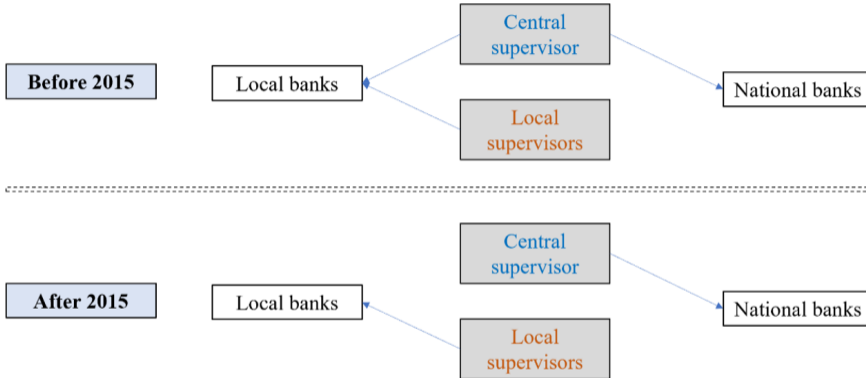 Central
supervisor
Before 2015
Local banks
National banks
Local
supervisors
Central
supervisor
After 2015
Local banks
National banks
Local
supervisors